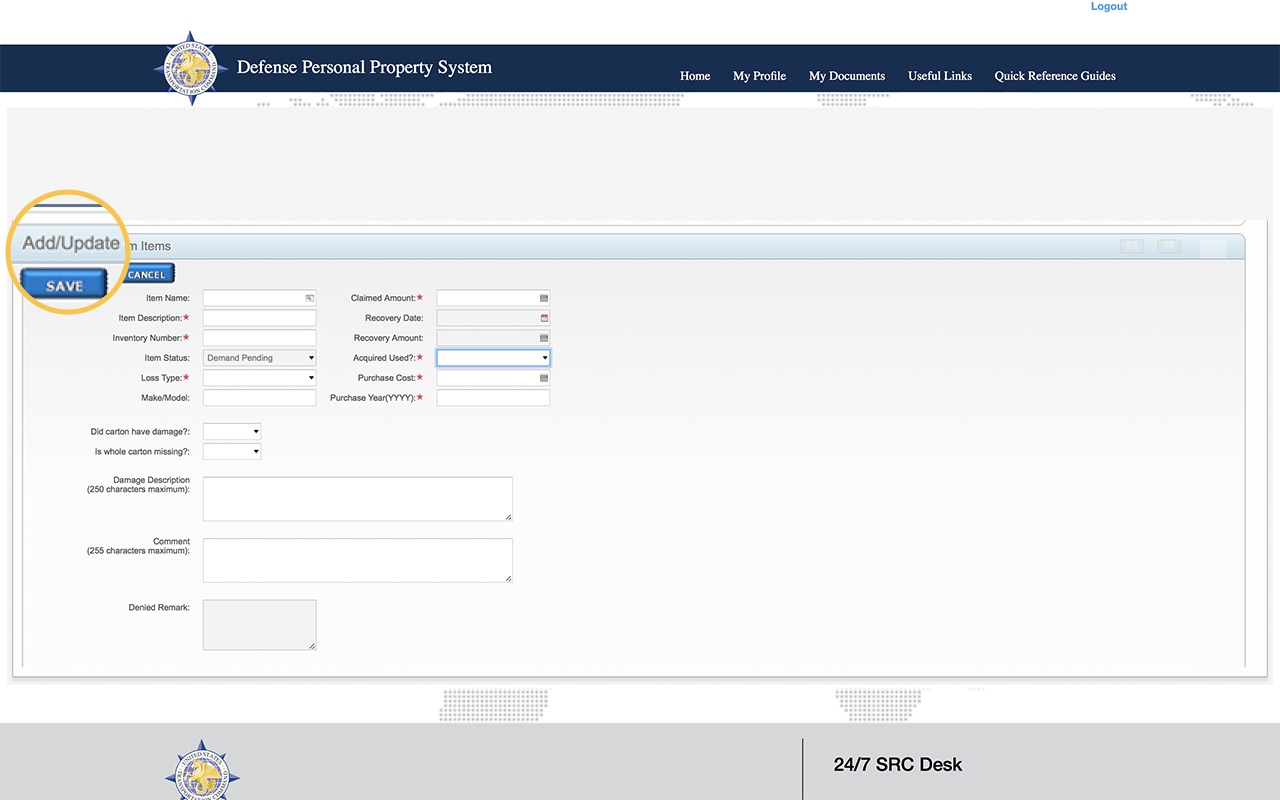 Logout
UNITED STATES
TRANSPORTATION COMMAND
Defense Personal Property System
Home My Profile My Documents Useful Links Quick Reference Guides
Add/Update m Items
SAVE CANCEL
Item Name: Claimed Amount:*
Item Description:* Recovery Date:
Inventory Number:* Recovery Amount:
Item Status: Demand Pending Acquired Used?:*
Loss Type:* Purchase Cost:*
Make/Model: Purchase Year(YYYY):*
Did carton have damage?:
Is whole carton missing?:
Damage Description
(250 characters maximum):
Comment
(255 characters maximum):
Denied Remark:
UNITED STATES
24/7 SRC Desk